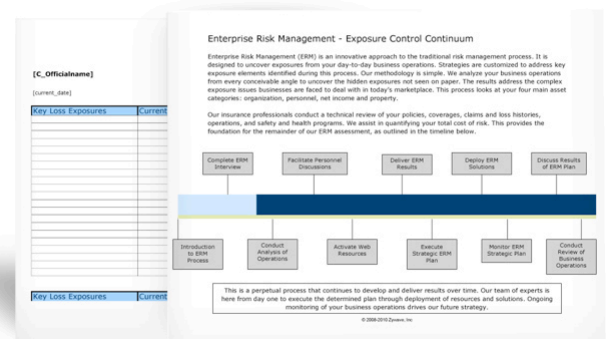 [C_Officialname]
[current_date]
Key Loss Exposures
Current
Key Loss Exposures
Current
Enterprise Risk Management - Exposure Control Continuum
Enterprise Risk Management (ERM) is an innovative approach to the traditional risk management process. It is
designed to uncover exposures from your day-to-day business operations. Strategies are customized to address key
exposure elements identified during this process. Our methodology is simple. We analyze your business operations
from every conceivable angle to uncover the hidden exposures not seen on paper. The results address the complex
exposure issues businesses are faced to deal with in today's marketplace. This process looks at your four main asset
categories: organization, personnel, net income and property.
Our insurance professionals conduct a technical review of your policies, coverages, claims and loss histories,
operations, and safety and health programs. We assist in quantifying your total cost of risk. This provides the
foundation for the remainder of our ERM assessment, as outlined in the timeline below.
Complete ERM
Interview
Facilitate Personnel
Discussions
Deliver ERM
Results
Deploy ERM
Solutions
Discuss Results
of ERM Plan
Introduction
to ERM
Process
Conduct
Analysis of
Operations
Activate Web
Resources
Execute
Strategic ERM
Plan
Monitor ERM
Strategic Plan
Conduct
Review of
Business
Operations
This is a perpetual process that continues to develop and deliver results over time. Our team of experts is
here from day one to execute the determined plan through deployment of resources and solutions. Ongoing
monitoring of your business operations drives our future strategy.
© 2008-2010 Zywave, Inc